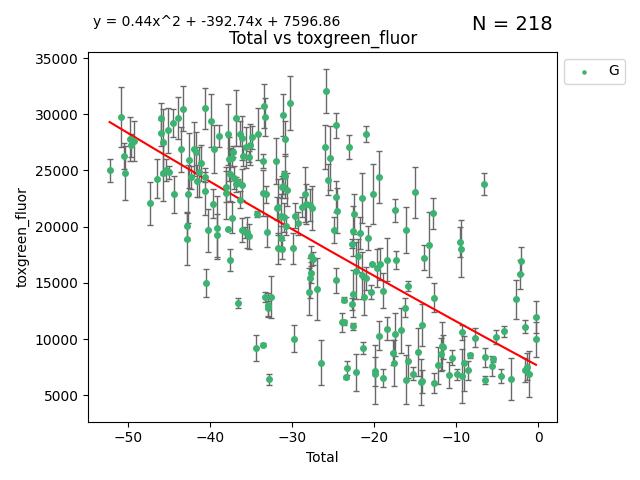 y = 0.44x^2 + -392.74x + 7596.86
N = 218
Total vs toxgreen_fluor
G
35000
30000
25000
20000
15000
10000
5000
toxgreen_fluor
−50
−40
−30
−20
−10
0
Total